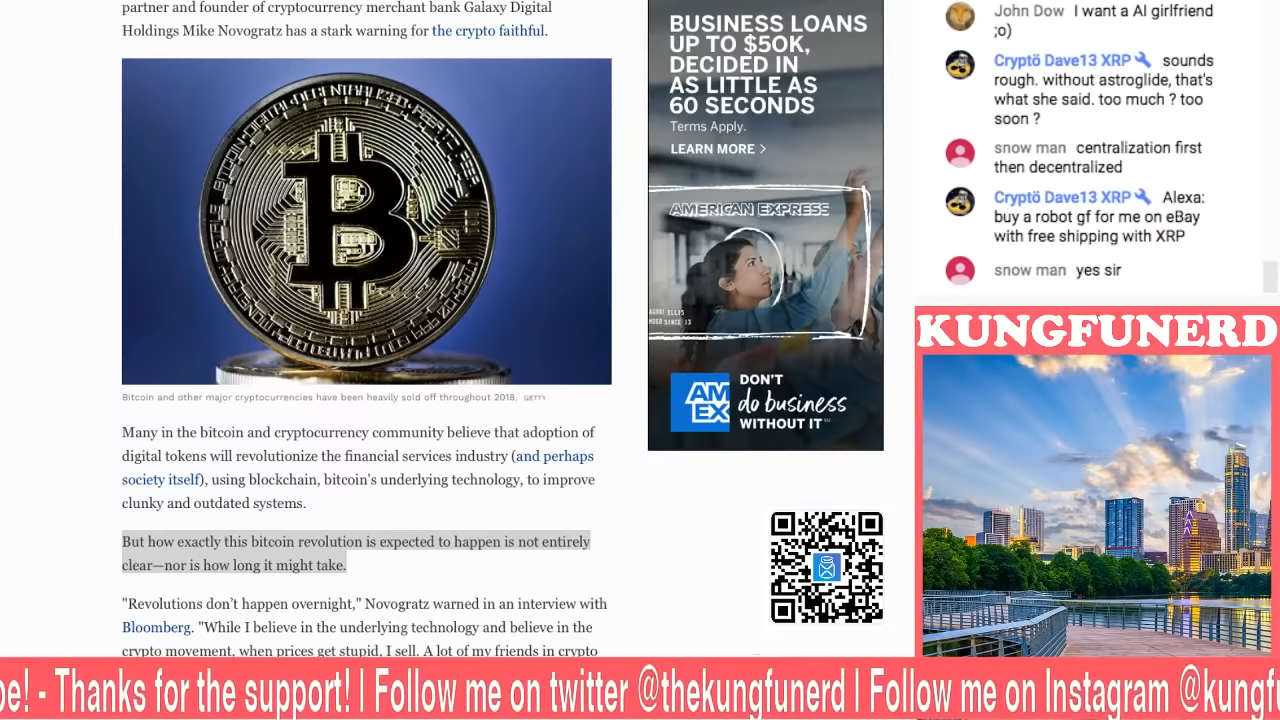 partner and founder of cryptocurrency merchant bank Galaxy Digital
Holdings Mike Novogratz has a stark warning for the crypto faithful.
Bitcoin and other major cryptocurrencies have been heavily sold off throughout 2018. GETTY
Many in the bitcoin and cryptocurrency community believe that adoption of
digital tokens will revolutionize the financial services industry (and perhaps
society itself), using blockchain, bitcoin's underlying technology, to improve
clunky and outdated systems.
But how exactly this bitcoin revolution is expected to happen is not entirely
clear—nor is how long it might take.
"Revolutions don't happen overnight," Novogratz warned in an interview with
Bloomberg. "While I believe in the underlying technology and believe in the
crypto movement, when prices get stupid, I sell. A lot of my friends in crypto
BUSINESS LOANS
UP TO $50K,
DECIDED IN
AS LITTLE AS
60 SECONDS
Terms Apply.
LEARN MORE >
AMERICAN EXPRESS
ELLIS
SINCE 13
AM
EX
DON'T
do business
WITHOUT IT
John Dow I want a AI girlfriend
;o)
Cryptö Dave13 XRP sounds
rough. without astroglide, that's
what she said. too much ? too
soon ?
snow man centralization first
then decentralized
Cryptö Dave13 XRP Alexa:
buy a robot gf for me on eBay
with free shipping with XRP
snow man yes sir
KUNGFUNERD
be! - Thanks for the support! | Follow me on twitter @thekungfunerd | Follow me on Instagram @kungfu